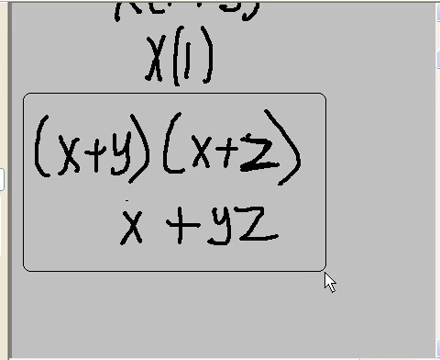 X(1)
(x+y)(x+z)
x + yz